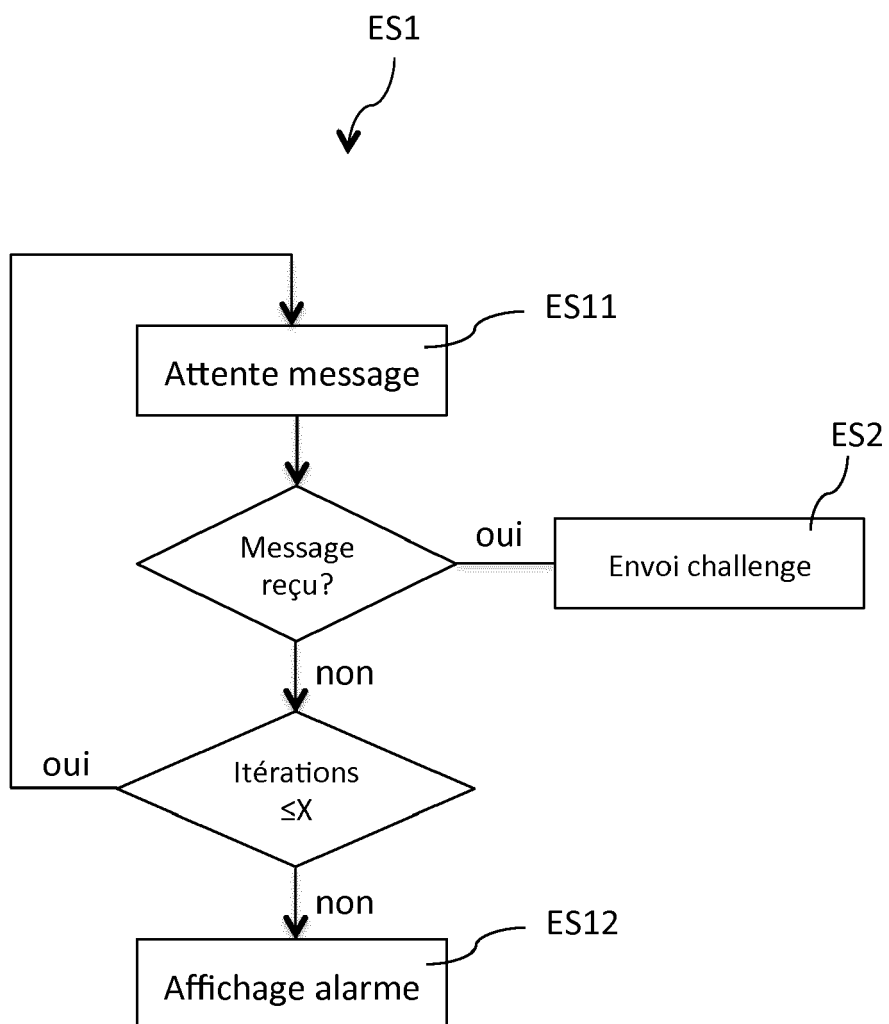 ES1
ES11
Attente message
ES2
Message
reçu?
oui
Envoi challenge
non
oui
Itérations
≤X
non
ES12
Affichage alarme